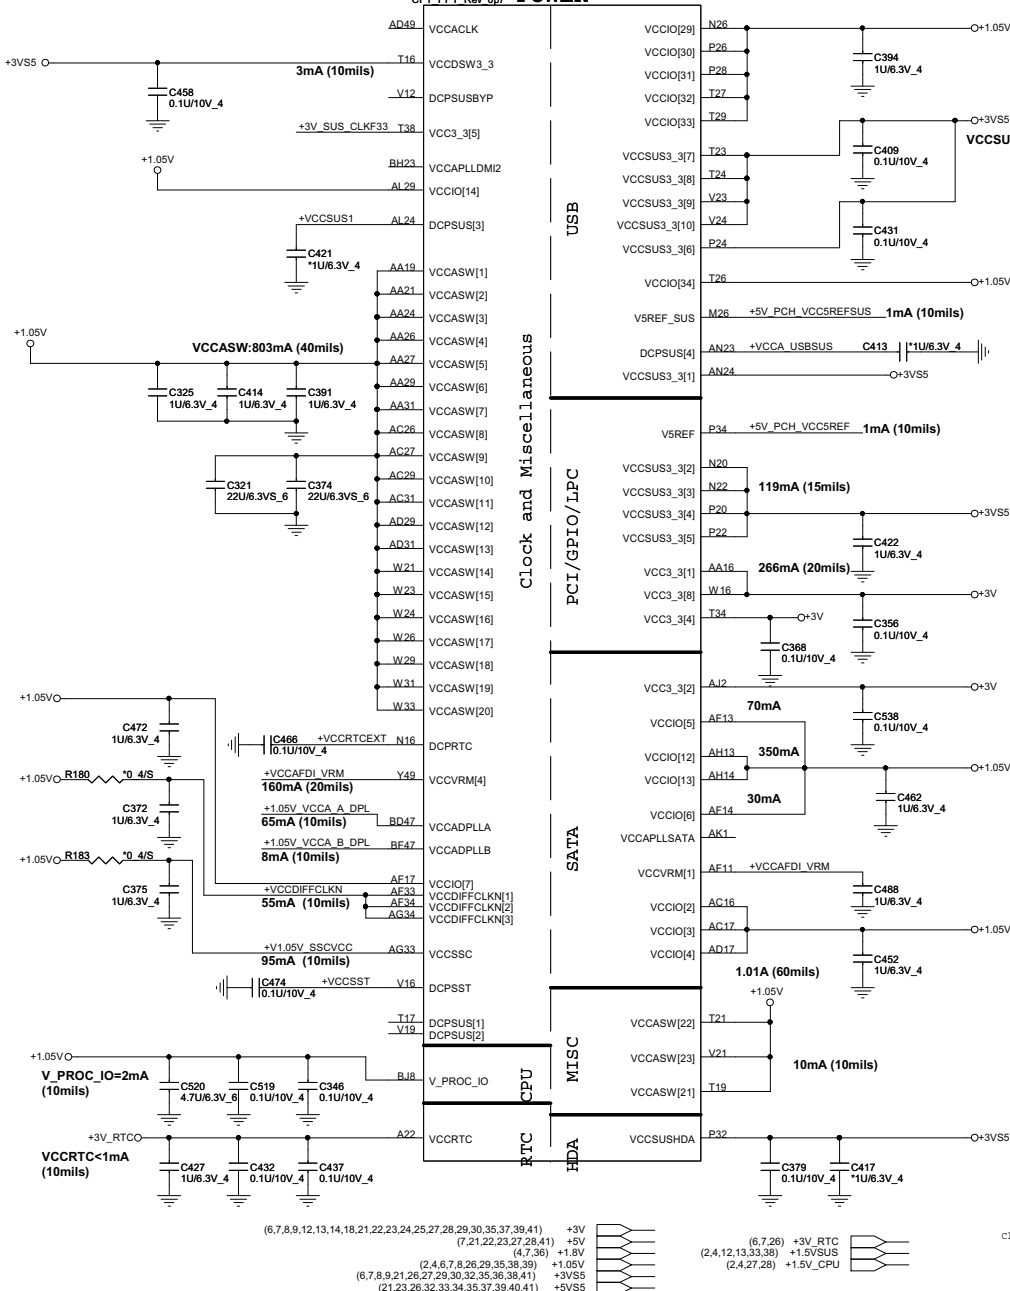 POWER
AD49 VCCACLK
+3VS5
3mA (10mils)
T16 VCCDSW3_3
C458
0.1U/10V_4
V12 DCPSUSBYP
+3V_SUS_CLKF33 T38 VCC3_3[5]
+1.05V
BH23 VCCAPLLDMI2
AL29 VCCIO[14]
+VCCSUS1 AL24 DCPSUS[3]
C421
*1U/6.3V_4
AA19 VCCASW[1]
AA21 VCCASW[2]
AA24 VCCASW[3]
AA26 VCCASW[4]
+1.05V
VCCASW:803mA (40mils)
AA27 VCCASW[5]
AA29 VCCASW[6]
C325
1U/6.3V_4
C414
1U/6.3V_4
C391
1U/6.3V_4
AA31 VCCASW[7]
AC26 VCCASW[8]
AC27 VCCASW[9]
AC29 VCCASW[10]
C321
22U/6.3VS_6
C374
22U/6.3VS_6
AC31 VCCASW[11]
AD29 VCCASW[12]
AD31 VCCASW[13]
W21 VCCASW[14]
W23 VCCASW[15]
W24 VCCASW[16]
W26 VCCASW[17]
W29 VCCASW[18]
W31 VCCASW[19]
W33 VCCASW[20]
+1.05V
C472
1U/6.3V_4
C466
0.1U/10V_4
+VCCRTCEXT N16 DCPRTC
+1.05V R180 *0_4/S
+VCCAFDI_VRM Y49 VCCVRM[4]
160mA (20mils)
C372
1U/6.3V_4
+1.05V_VCCA_A_DPL
65mA (10mils)
BD47 VCCADPLLA
+1.05V_VCCA_B_DPL BF47 VCCADPLLB
8mA (10mils)
+1.05V R183 *0_4/S
C375
1U/6.3V_4
AF17 VCCIO[7]
+VCCDIFFCLKN AF33 VCCDIFFCLKN[1]
55mA (10mils)
AF34 VCCDIFFCLKN[2]
AG34 VCCDIFFCLKN[3]
+V1.05V_SSCVCC AG33 VCCSSC
95mA (10mils)
C474
0.1U/10V_4
+VCCSST V16 DCPSST
T17 DCPSUS[1]
V19 DCPSUS[2]
+1.05V
V_PROC_IO=2mA
(10mils)
C520
4.7U/6.3V_6
C519
0.1U/10V_4
C346
0.1U/10V_4
BJ8 V_PROC_IO
+3V_RTC
A22 VCCRTC
VCCRTC<1mA
(10mils)
C427
1U/6.3V_4
C432
0.1U/10V_4
C437
0.1U/10V_4
Clock and Miscellaneous
CPU
RTC
USB
PCI/GPIO/LPC
SATA
MISC
HDA
VCCIO[29] N26 +1.05V
VCCIO[30] P26
C394
1U/6.3V_4
VCCIO[31] P28
VCCIO[32] T27
VCCIO[33] T29
+3VS5
VCCSU
VCCSUS3_3[7] T23
C409
0.1U/10V_4
VCCSUS3_3[8] T24
VCCSUS3_3[9] V23
VCCSUS3_3[10] V24
C431
0.1U/10V_4
VCCSUS3_3[6] P24
VCCIO[34] T26 +1.05V
V5REF_SUS M26 +5V_PCH_VCC5REFSUS 1mA (10mils)
DCPSUS[4] AN23 +VCCA_USBSUS C413 *1U/6.3V_4
VCCSUS3_3[1] AN24 +3VS5
V5REF P34 +5V_PCH_VCC5REF 1mA (10mils)
VCCSUS3_3[2] N20
VCCSUS3_3[3] N22
119mA (15mils)
VCCSUS3_3[4] P20 +3VS5
VCCSUS3_3[5] P22
C422
1U/6.3V_4
VCC3_3[1] AA16
266mA (20mils)
VCC3_3[8] W16 +3V
VCC3_3[4] T34 +3V
C356
0.1U/10V_4
C368
0.1U/10V_4
VCC3_3[2] AJ2 +3V
70mA
C538
0.1U/10V_4
VCCIO[5] AF13
VCCIO[12] AH13
350mA
VCCIO[13] AH14
+1.05V
30mA
C462
1U/6.3V_4
VCCIO[6] AF14
VCCAPLLSATA AK1
VCCVRM[1] AF11 +VCCAFDI_VRM
C488
1U/6.3V_4
VCCIO[2] AC16
VCCIO[3] AC17
+1.05V
VCCIO[4] AD17
C452
1U/6.3V_4
1.01A (60mils)
+1.05V
VCCASW[22] T21
VCCASW[23] V21
10mA (10mils)
VCCASW[21] T19
VCCSUSHDA P32 +3VS5
C379
0.1U/10V_4
C417
*1U/6.3V_4
(6,7,8,9,12,13,14,18,21,22,23,24,25,27,28,29,30,35,37,39,41) +3V
(7,21,22,23,27,28,41) +5V
(4,7,36) +1.8V
(2,4,6,7,8,26,29,35,38,39) +1.05V
(6,7,8,9,21,26,27,29,30,32,35,36,38,41) +3VS5
(21,23,26,32,33,34,35,37,39,40,41) +5VS5
(6,7,26) +3V_RTC
(2,4,12,13,33,38) +1.5VSUS
(2,4,27,28) +1.5V_CPU